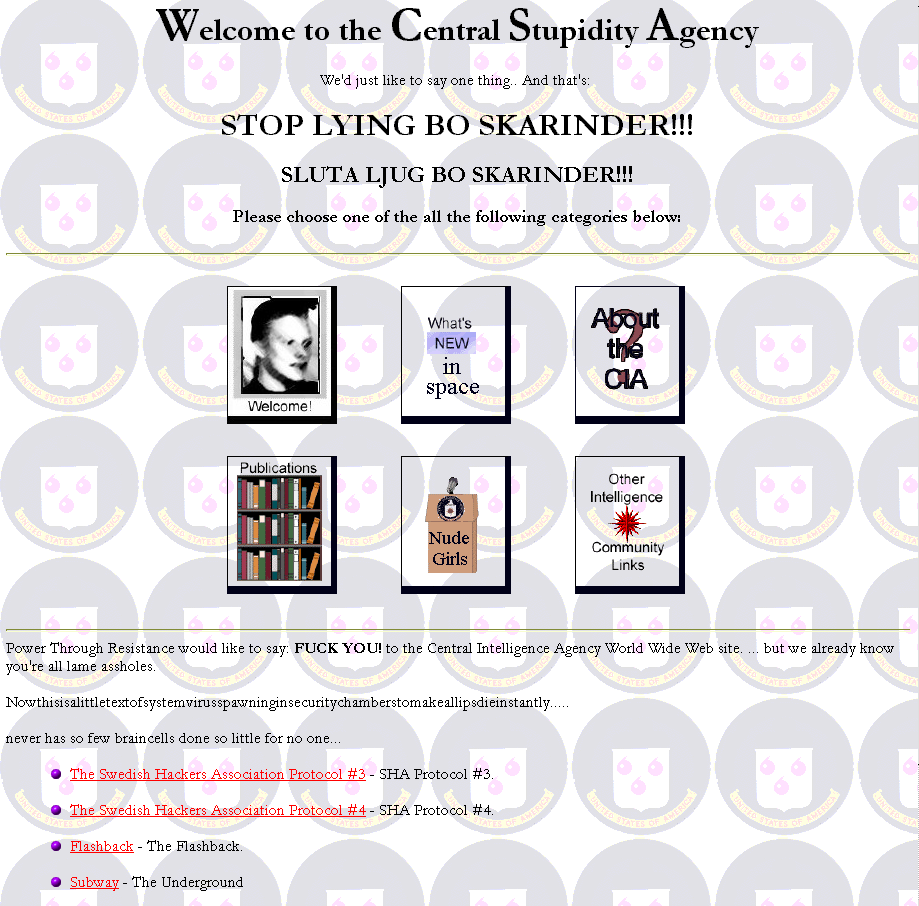 Welcome to the Central Stupidity Agency
We'd just like to say one thing.. And that's:
STOP LYING BO SKARINDER!!!
SLUTA LJUG BO SKARINDER!!!
Please choose one of the all the following categories below:
Welcome!
What's
NEW
in
space
About
the
CIA
?
Publications
Nude
Girls
Other
Intelligence
Community
Links
Power Through Resistance would like to say: FUCK YOU! to the Central Intelligence Agency World Wide Web site. ... but we already know
you're all lame assholes.
Nowthisisalittletextofsystemvirusspawninginsecuritychamberstomakeallipsdieinstantly.....
never has so few braincells done so little for no one...
The Swedish Hackers Association Protocol #3 - SHA Protocol #3.
The Swedish Hackers Association Protocol #4 - SHA Protocol #4.
Flashback - The Flashback.
Subway - The Underground
UNITED STATES OF AMERICA